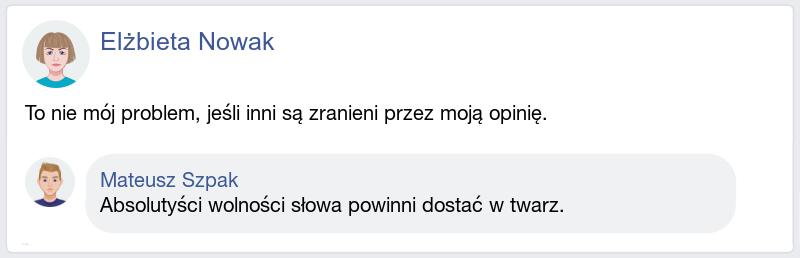 Elżbieta Nowak
To nie mój problem, jeśli inni są zranieni przez moją opinię.
Mateusz Szpak
Absolutyści wolności słowa powinni dostać w twarz.